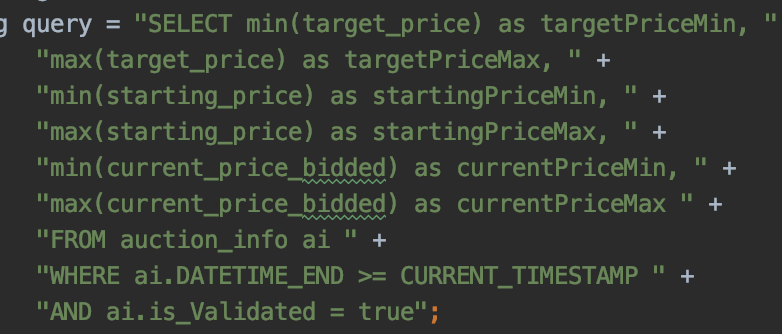 g query = "SELECT min(target_price) as targetPriceMin, "
"max(target_price) as targetPriceMax, " +
"min(starting_price) as startingPriceMin, " +
"max(starting_price) as startingPriceMax, " +
"min(current_price_bidded) as currentPriceMin, " +
"max(current_price_bidded) as currentPriceMax " +
"FROM auction_info ai " +
"WHERE ai.DATETIME_END >= CURRENT_TIMESTAMP " +
"AND ai.is_Validated = true";